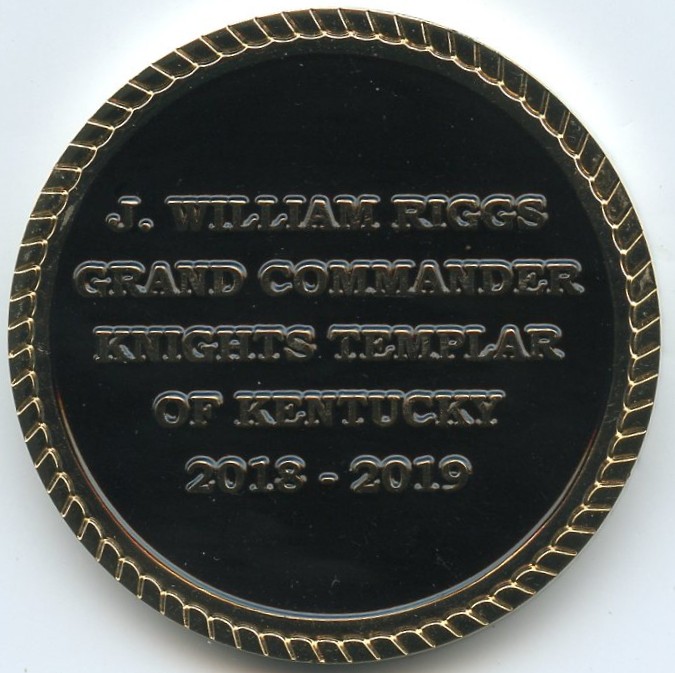 J. WILLIAM RIGGS
GRAND COMMANDER
KNIGHTS TEMPLAR
OF KENTUCKY
2018 - 2019